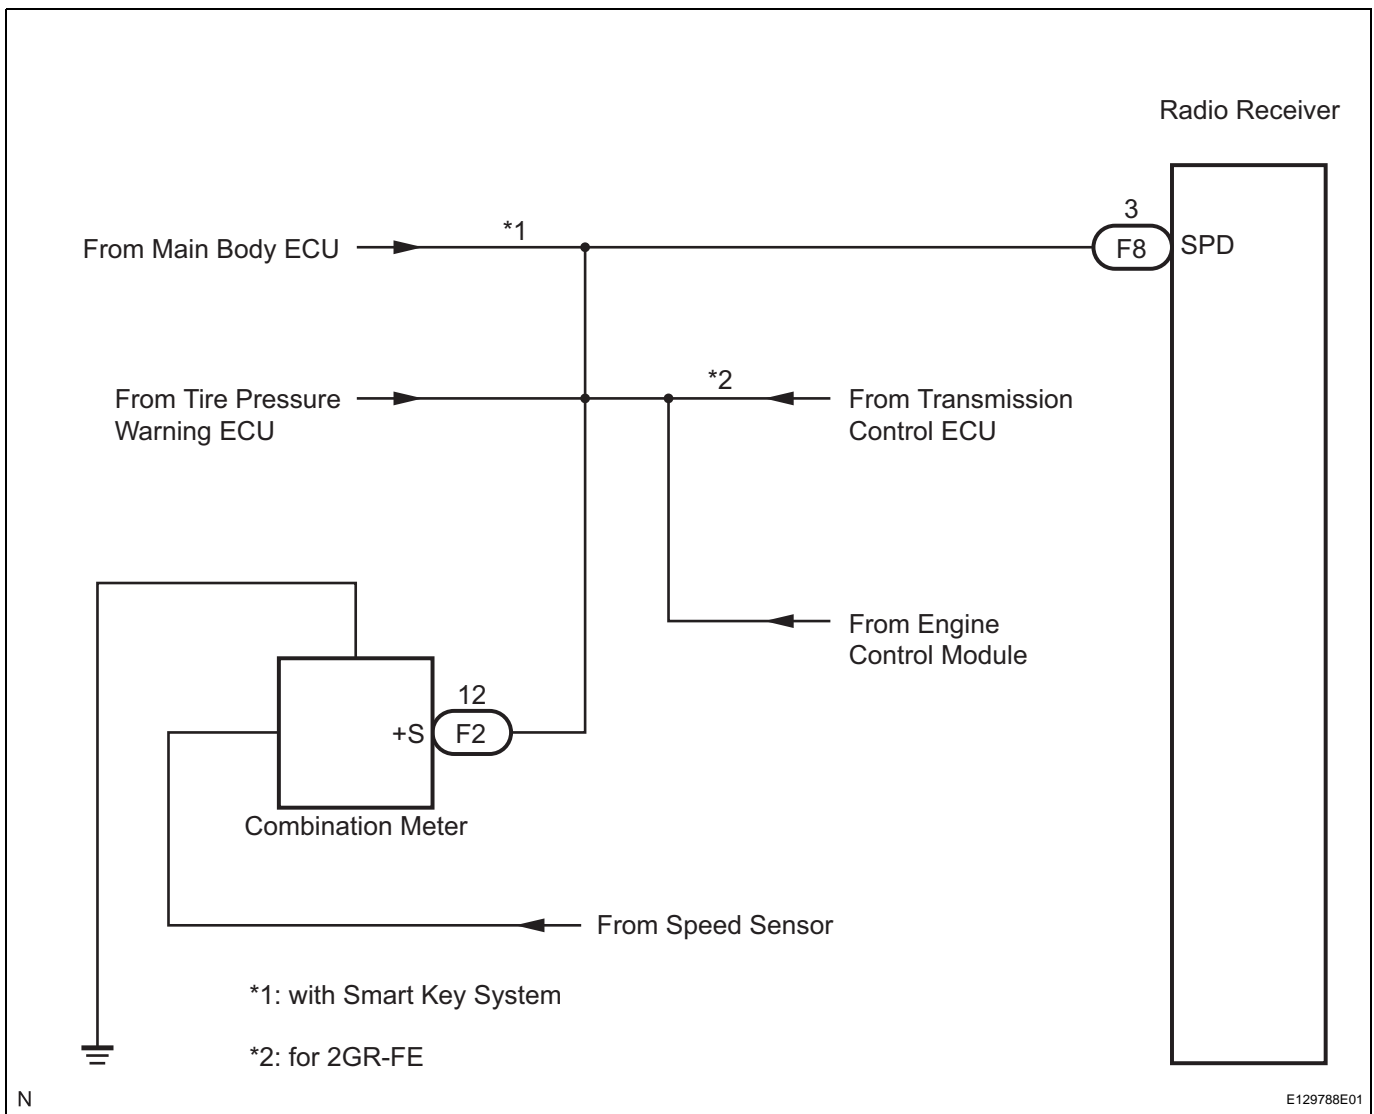 Radio Receiver
3
From Main Body ECU
*1
F8
SPD
*2
From Tire Pressure
Warning ECU
From Transmission
Control ECU
From Engine
Control Module
12
+S
F2
Combination Meter
From Speed Sensor
*1: with Smart Key System
*2: for 2GR-FE
N
E129788E01